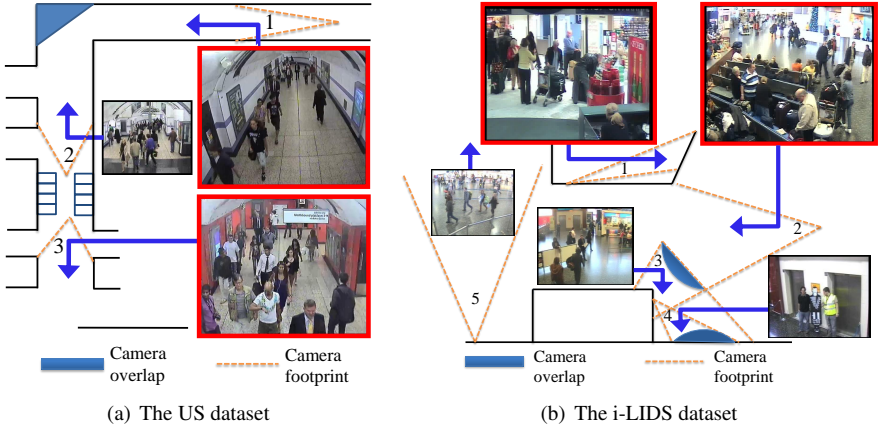 1
2
3
Camera overlap
Camera footprint
(a) The US dataset
1
2
3
4
5
Camera overlap
Camera footprint
(b) The i-LIDS dataset